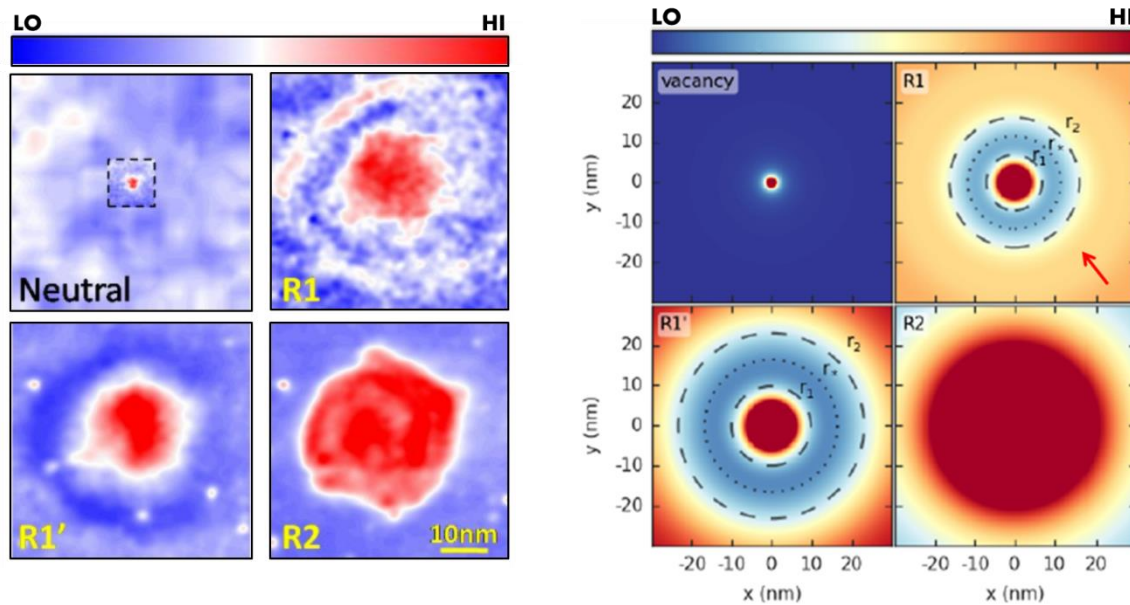 LO HI
Neutral
R1
R1'
R2
10nm
LO HI
vacancy
R1
r₂
r*
r₁
R1'
r₂
r*
r₁
R2
y (nm)
20
10
0
-10
-20
y (nm)
20
10
0
-10
-20
-20 -10 0 10 20
x (nm)
-20 -10 0 10 20
x (nm)